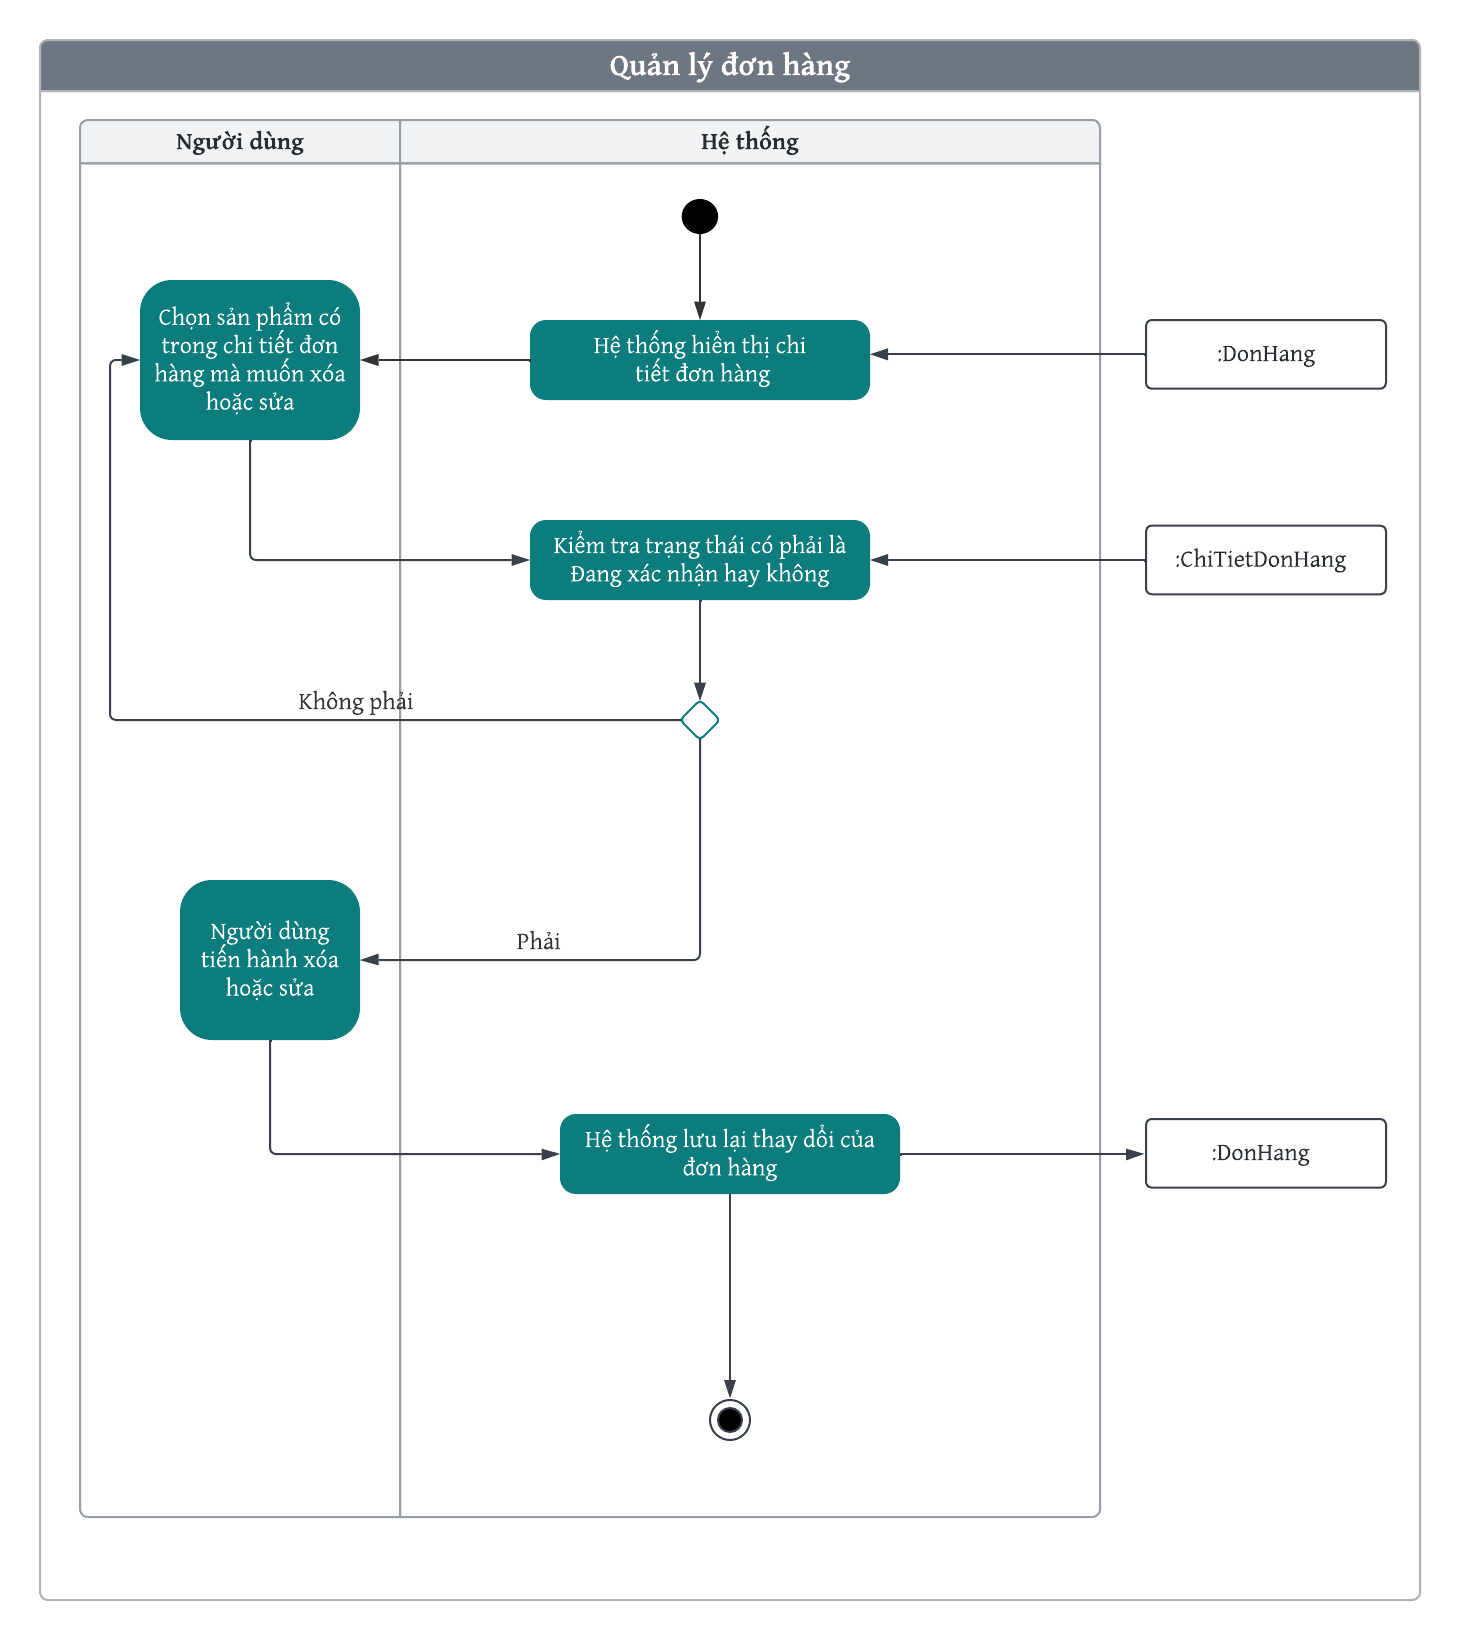 Quản lý đơn hàng
Người dùng
Hệ thống
Chọn sản phẩm có
trong chi tiết đơn
hàng mà muốn xóa
hoặc sửa
Hệ thống hiển thị chi
tiết đơn hàng
:DonHang
Kiểm tra trạng thái có phải là
Đang xác nhận hay không
:ChiTietDonHang
Không phải
Phải
Người dùng
tiến hành xóa
hoặc sửa
Hệ thống lưu lại thay dổi của
đơn hàng
:DonHang